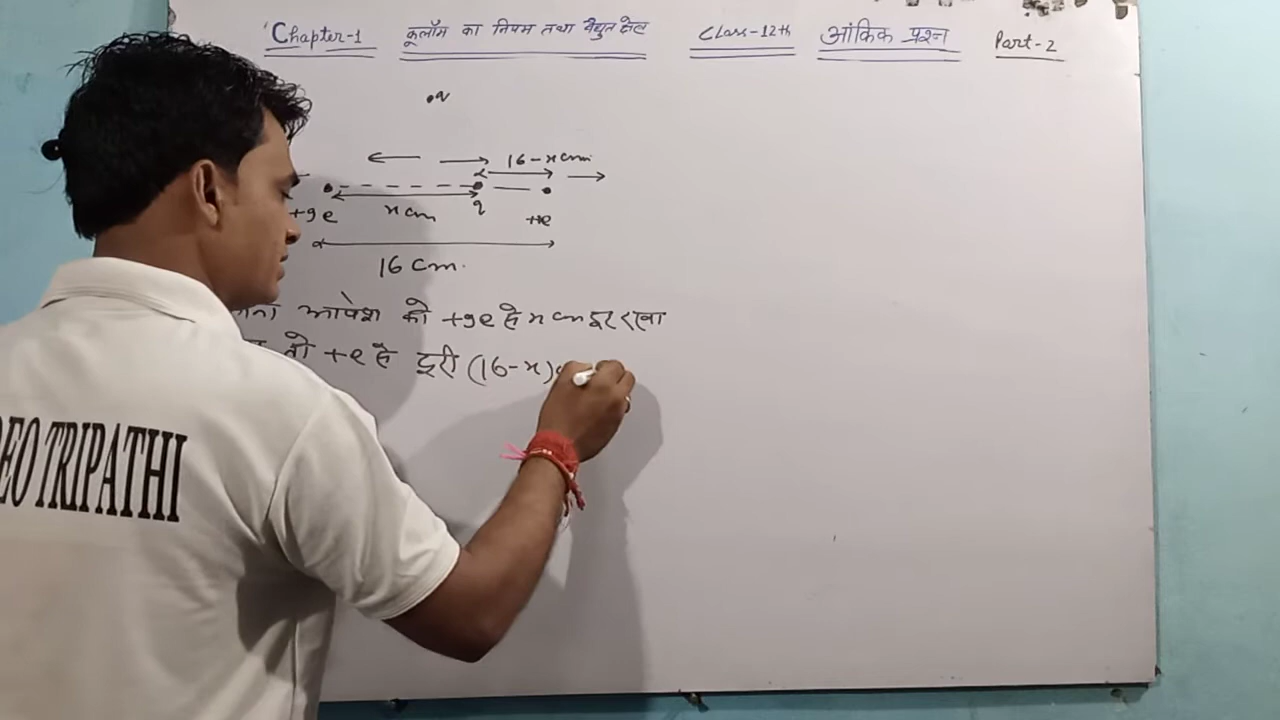 Chapter-1 कूलॉम का नियम तथा वैद्युत क्षेत्र Class-12th आंकिक प्रश्न Part-2
q
16-x cm
+9e x cm q +e
16 cm.
आवेश को +9e से x cm दूर रखा
तो +e से दूरी (16-x)
DEO TRIPATHI